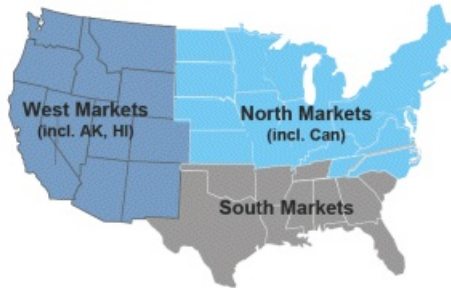 West Markets
(incl. AK, HI)
North Markets
(incl. Can)
South Markets